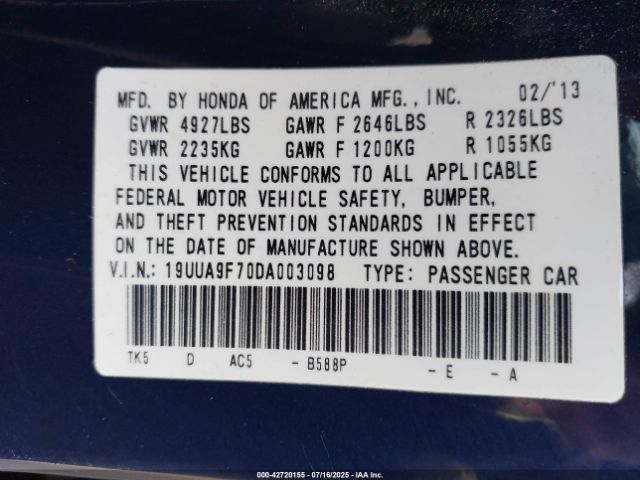 MFD. BY HONDA OF AMERICA MFG., INC. 02/'13
GVWR 4927LBS GAWR F 2646LBS R 2326LBS
GVWR 2235KG GAWR F 1200KG R 1055KG
THIS VEHICLE CONFORMS TO ALL APPLICABLE
FEDERAL MOTOR VEHICLE SAFETY, BUMPER,
AND THEFT PREVENTION STANDARDS IN EFFECT
ON THE DATE OF MANUFACTURE SHOWN ABOVE.
V.I.N.: 19UUA9F70DA003098 TYPE: PASSENGER CAR
TK5 D AC5 - B588P - E - A
000-42720155 - 07/16/2025 - IAA Inc.